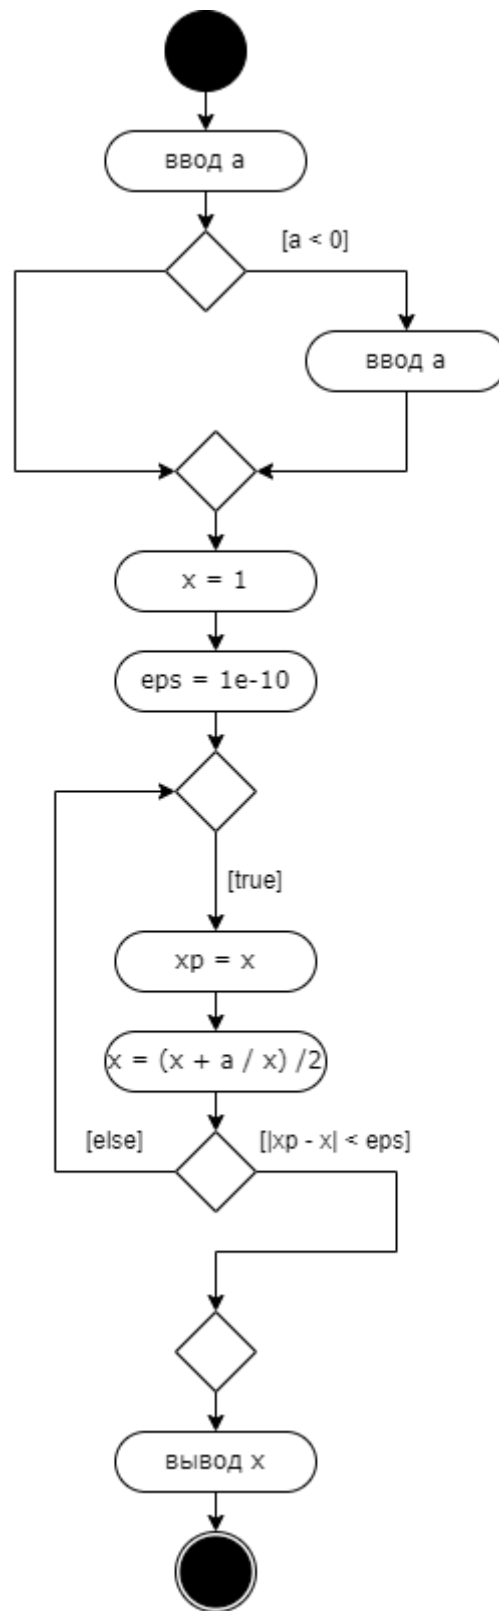 ввод a
[a < 0]
ввод a
x = 1
eps = 1e-10
[true]
xp = x
x = (x + a / x) /2
[else]
[|xp - x| < eps]
вывод x